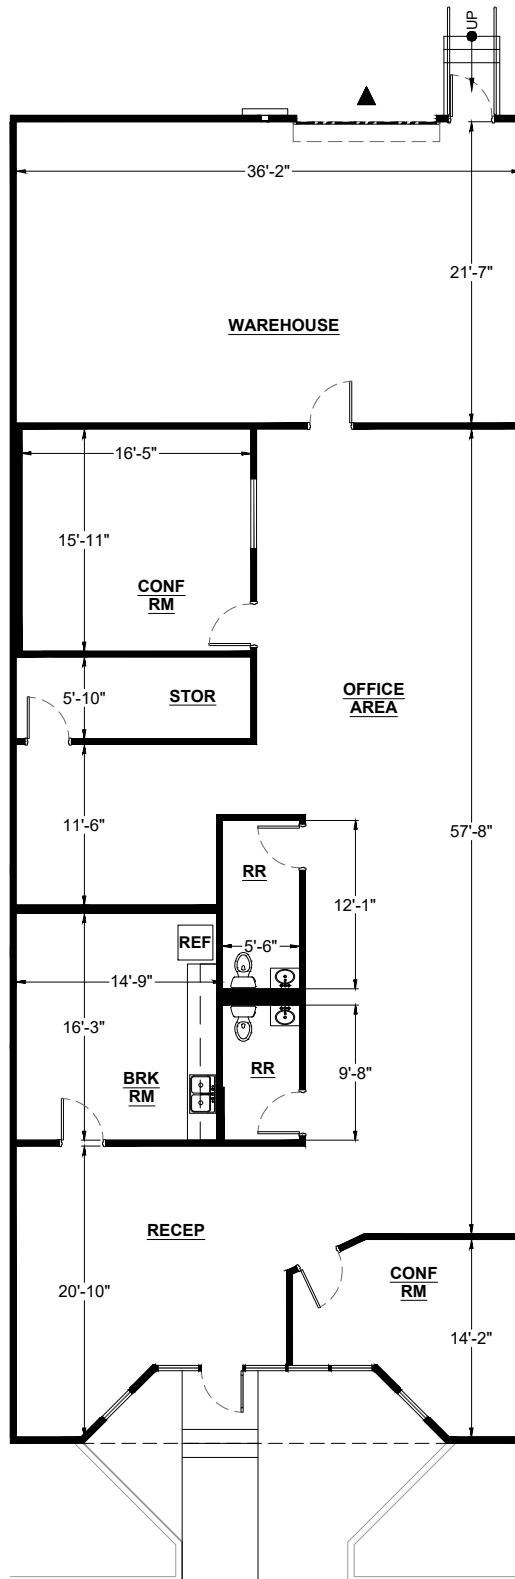 UP
36'-2"
21'-7"
WAREHOUSE
16'-5"
15'-11"
CONF
RM
5'-10"
STOR
OFFICE
AREA
11'-6"
57'-8"
RR
12'-1"
REF
5'-6"
14'-9"
16'-3"
BRK
RM
RR
9'-8"
RECEP
CONF
RM
20'-10"
14'-2"